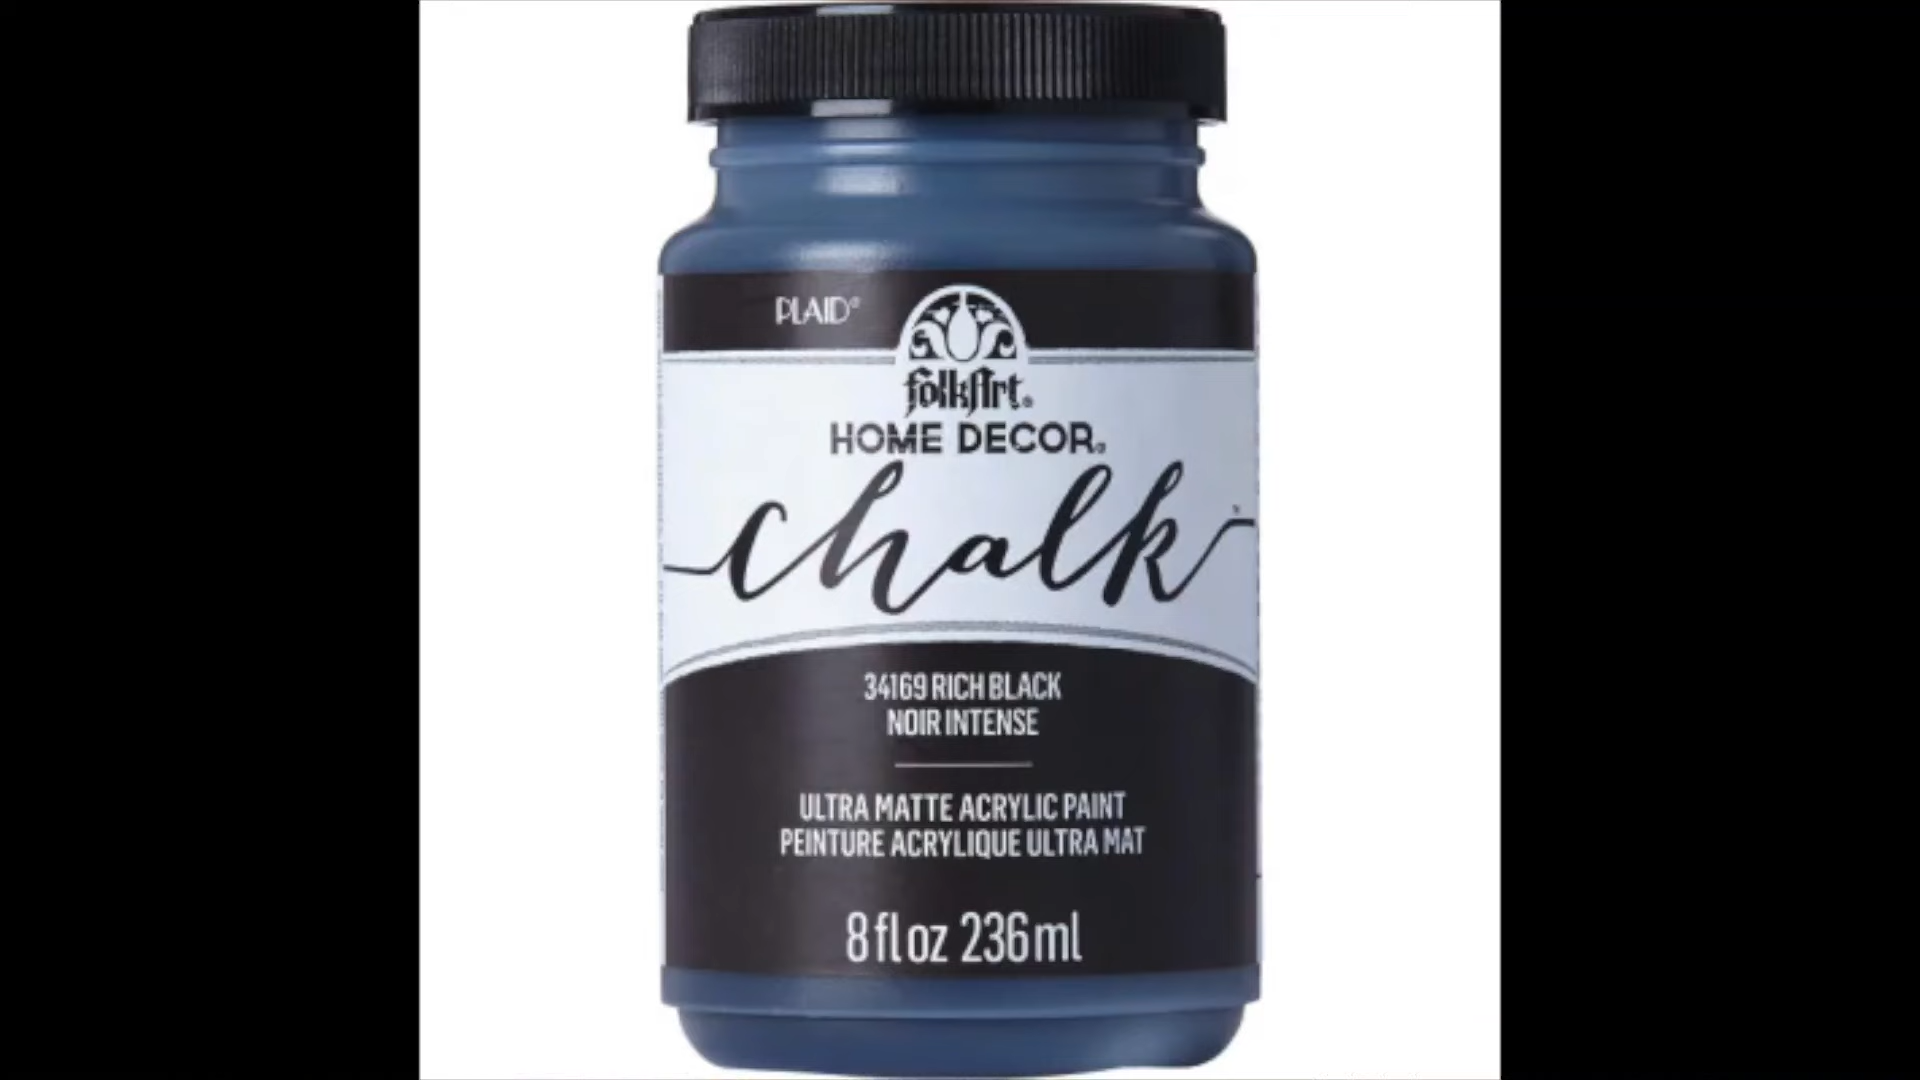 PLAID®
FolkArt®
HOME DECOR®
chalk
34169 RICH BLACK
NOIR INTENSE
ULTRA MATTE ACRYLIC PAINT
PEINTURE ACRYLIQUE ULTRA MAT
8 fl oz 236 ml